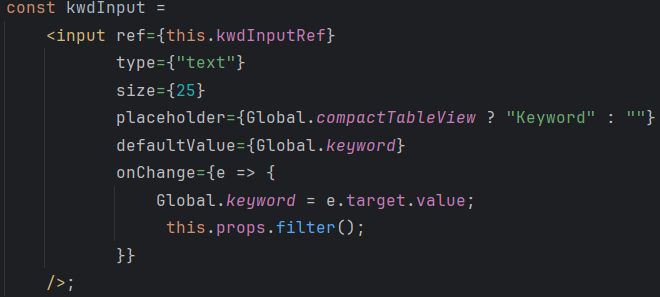 const kwdInput =
    <input ref={this.kwdInputRef}
           type={"text"}
           size={25}
           placeholder={Global.compactTableView ? "Keyword" : ""}
           defaultValue={Global.keyword}
           onChange={e => {
               Global.keyword = e.target.value;
                this.props.filter();
           }}
    />;